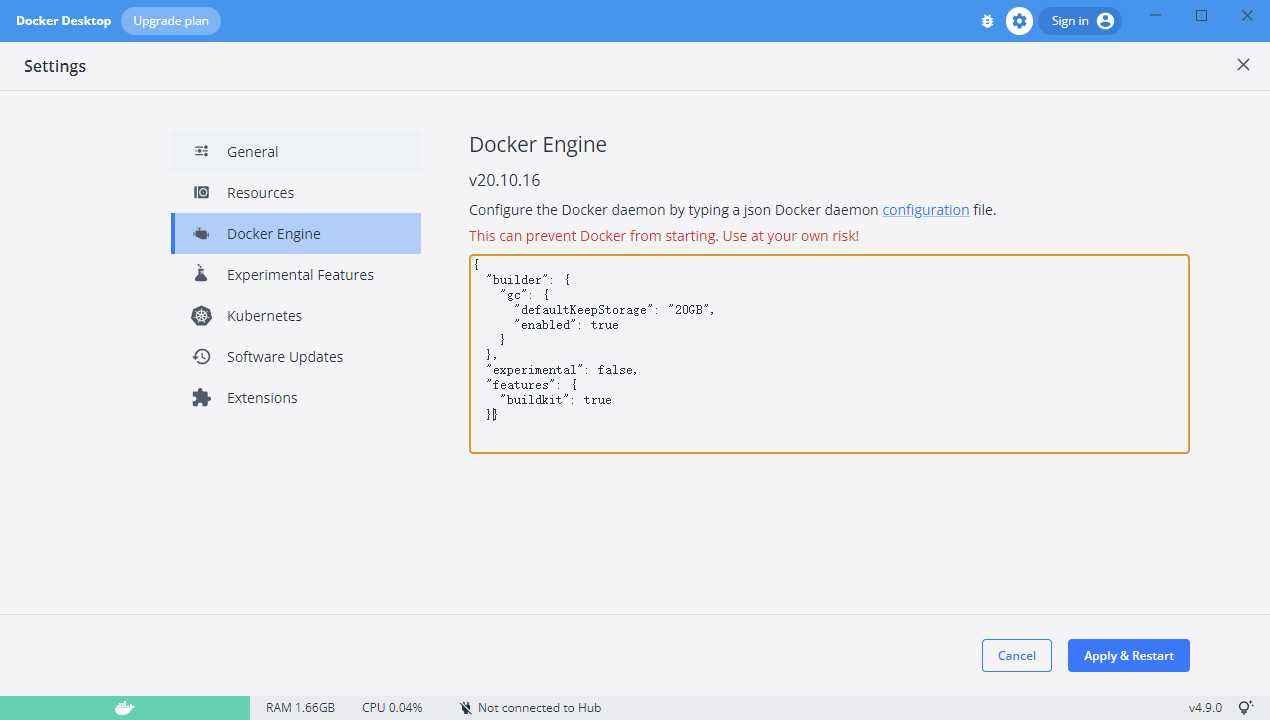 Docker Desktop Upgrade plan Sign in
Settings
General
Resources
Docker Engine
Experimental Features
Kubernetes
Software Updates
Extensions
Docker Engine
v20.10.16
Configure the Docker daemon by typing a json Docker daemon configuration file.
This can prevent Docker from starting. Use at your own risk!
{
  "builder": {
    "gc": {
      "defaultKeepStorage": "20GB",
      "enabled": true
    }
  },
  "experimental": false,
  "features": {
    "buildkit": true
  }}
Cancel Apply & Restart
RAM 1.66GB CPU 0.04% Not connected to Hub v4.9.0